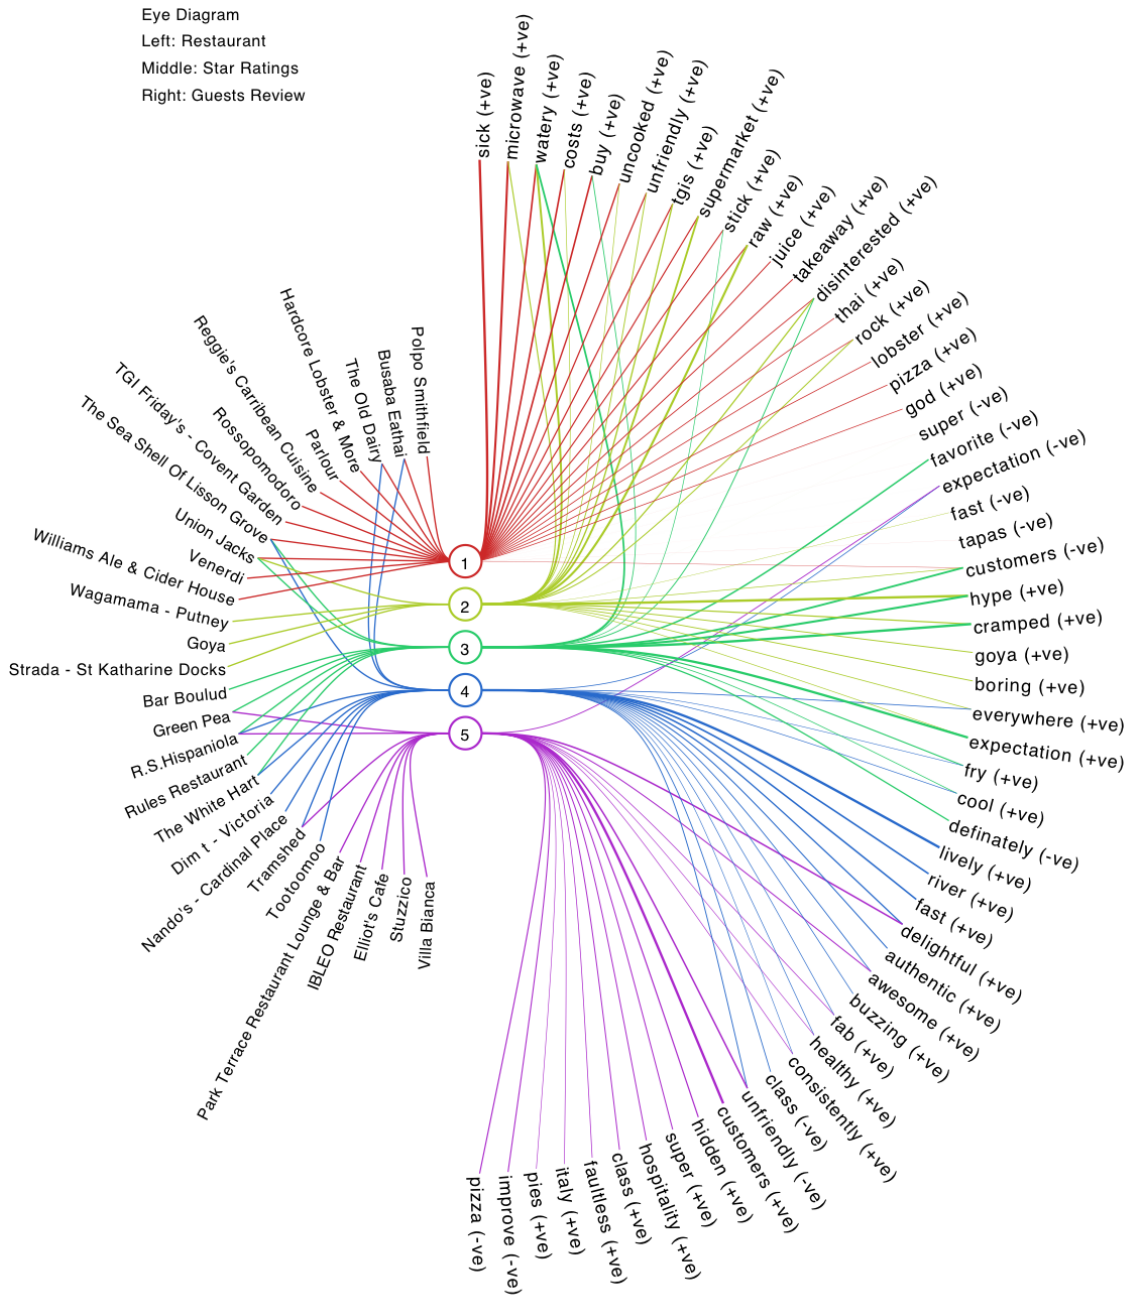 Eye Diagram
Left: Restaurant
Middle: Star Ratings
Right: Guests Review
Polpo Smithfield
Busaba Eathai
The Old Dairy
Hardcore Lobster & More
Parlour
Reggie's Carribean Cuisine
Rossopomodoro
TGI Friday's - Covent Garden
The Sea Shell Of Lisson Grove
Union Jacks
Venerdi
Williams Ale & Cider House
Wagamama - Putney
Goya
Strada - St Katharine Docks
Bar Boulud
Green Pea
R.S.Hispaniola
Rules Restaurant
The White Hart
Dim t - Victoria
Nando's - Cardinal Place
Tramshed
Tootoomoo
Park Terrace Restaurant Lounge & Bar
IBLEO Restaurant
Elliot's Cafe
Stuzzico
Villa Bianca
1
2
3
4
5
sick (+ve)
microwave (+ve)
watery (+ve)
costs (+ve)
buy (+ve)
uncooked (+ve)
unfriendly (+ve)
tgis (+ve)
supermarket (+ve)
stick (+ve)
raw (+ve)
juice (+ve)
takeaway (+ve)
disinterested (+ve)
thai (+ve)
rock (+ve)
lobster (+ve)
pizza (+ve)
god (+ve)
super (-ve)
favorite (-ve)
expectation (-ve)
fast (-ve)
tapas (-ve)
customers (-ve)
hype (+ve)
cramped (+ve)
goya (+ve)
boring (+ve)
everywhere (+ve)
expectation (+ve)
fry (+ve)
cool (+ve)
definately (-ve)
lively (+ve)
river (+ve)
fast (+ve)
delightful (+ve)
authentic (+ve)
awesome (+ve)
buzzing (+ve)
fab (+ve)
healthy (+ve)
consistently (+ve)
class (-ve)
unfriendly (-ve)
customers (+ve)
hidden (+ve)
super (+ve)
hospitality (+ve)
class (+ve)
faultless (+ve)
italy (+ve)
pies (+ve)
improve (-ve)
pizza (-ve)